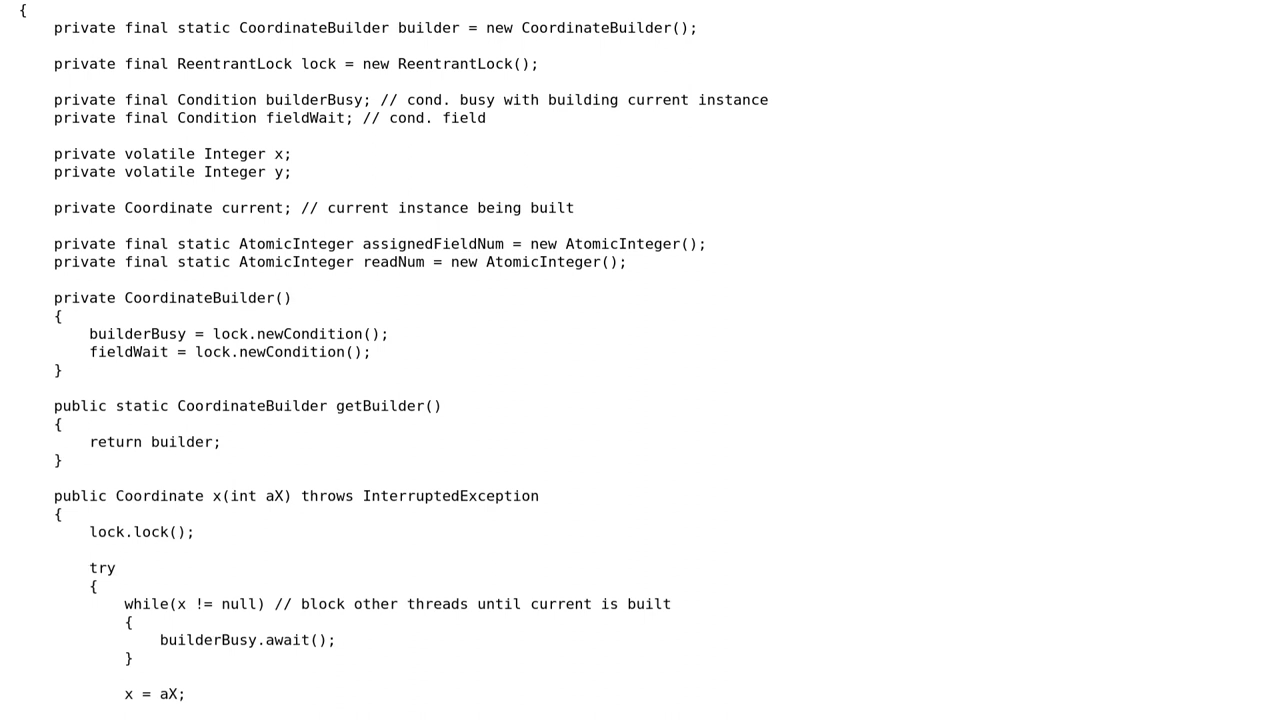 {
    private final static CoordinateBuilder builder = new CoordinateBuilder();

    private final ReentrantLock lock = new ReentrantLock();

    private final Condition builderBusy; // cond. busy with building current instance
    private final Condition fieldWait; // cond. field

    private volatile Integer x;
    private volatile Integer y;

    private Coordinate current; // current instance being built

    private final static AtomicInteger assignedFieldNum = new AtomicInteger();
    private final static AtomicInteger readNum = new AtomicInteger();

    private CoordinateBuilder()
    {
        builderBusy = lock.newCondition();
        fieldWait = lock.newCondition();
    }

    public static CoordinateBuilder getBuilder()
    {
        return builder;
    }

    public Coordinate x(int aX) throws InterruptedException
    {
        lock.lock();

        try
        {
            while(x != null) // block other threads until current is built
            {
                builderBusy.await();
            }

            x = aX;